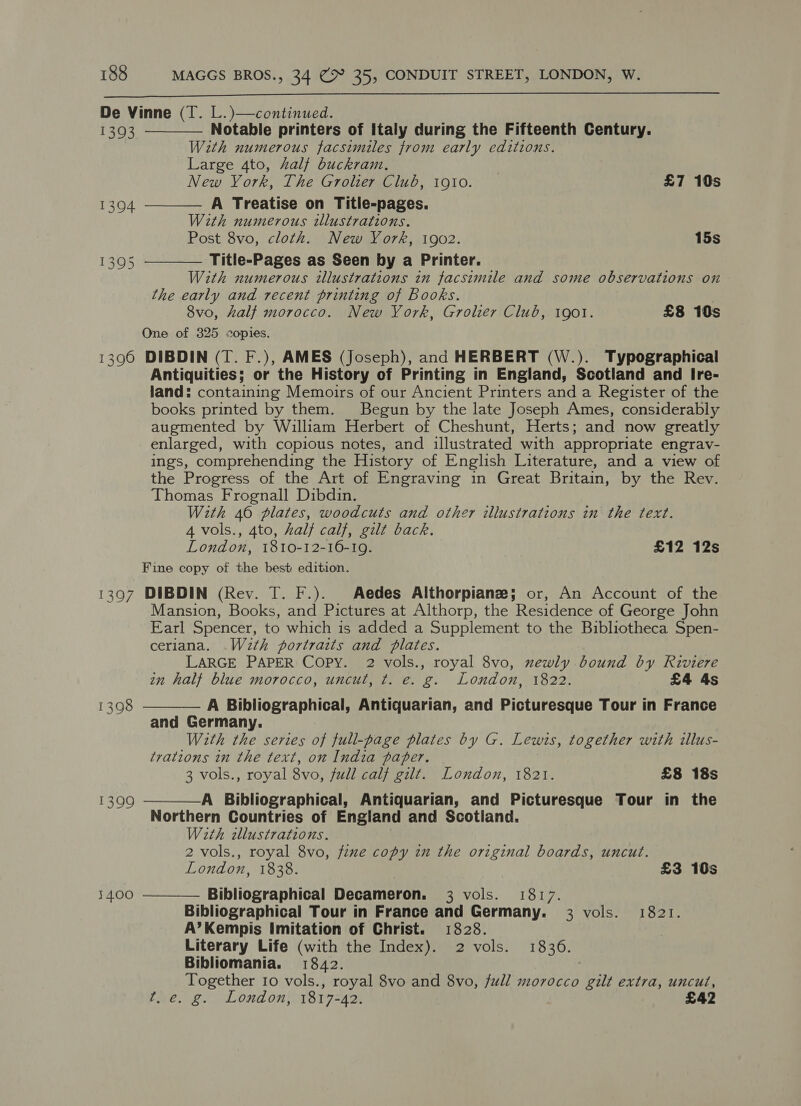 188 MAGGS BROS., 34 & 35, CONDUIT STREET, LONDON, W.
De Vinne (T. L.)—continued.
1393 ——— Notable printers of Italy during the Fifteenth Century.
With numerous facsimiles from early editions.
Large 4to, half buckram.
New York, The Grolier Club, 1910. £7 10s
1394 ——— A Treatise on Title-pages.
With numerous illustrations.
Post 8vo, cloth. New York, 1902. 15s
1395 ——— Title-Pages as Seen by a Printer.
With numerous illustrations in facsimile and some observations on
the early and recent printing of Books.
8vo, half morocco. New York, Grolier Club, 1901. £8 10s
One of 325 copies.
1396 DIBDIN (T. F.), AMES (Joseph), and HERBERT (W.). Typographical
Antiquities; or the History of Printing in England, Scotland and Ire-
land: containing Memoirs of our Ancient Printers and a Register of the
books printed by them. Begun by the late Joseph Ames, considerably
augmented by William Herbert of Cheshunt, Herts; and now greatly
enlarged, with copious notes, and illustrated with appropriate engrav-
ings, comprehending the History of English Literature, and a view of
the Progress of the Art of Engraving in Great Britain, by the Rev.
Thomas Frognall Dibdin.
With 46 plates, woodcuts and other illustrations in the text.
4 vols., 4to, half calf, gilt back.
London, 1810-12-16-19. £12 12s
Fine copy of the best edition.
1397 DIBDIN (Rev. T. F.). Aedes Althorpianæ; or, An Account of the
Mansion, Books, and Pictures at Althorp, the Residence of George John
Earl Spencer, to which is added a Supplement to the Bibliotheca Spen-
ceriana. With portraits and plates.
LARGE PAPER COPY. 2 vols., royal 8vo, newly bound by Riviere
in half blue morocco, uncut, t. e. g. London, 1822. £4 4s
1398 ——— A Bibliographical, Antiquarian, and Picturesque Tour in France
and Germany.
With the series of full-page plates by G. Lewis, together with illus-
trations in the text, on India paper.
3 vols., royal 8vo, full calf gilt. London, 1821. £8 18s
1399 ———A Bibliographical, Antiquarian, and Picturesque Tour in the
Northern Countries of England and Scotland.
With illustrations.
2 vols., royal 8vo, fine copy in the original boards, uncut.
London, 1838. £3 10s
1400 ——— Bibliographical Decameron. 3 vols. 1817.
Bibliographical Tour in France and Germany. 3 vols. 1821.
A'Kempis Imitation of Christ. 1828.
Literary Life (with the Index). 2 vols. 1836.
Bibliomania. 1842.
Together 10 vols., royal 8vo and 8vo, full morocco gilt extra, uncut,
t. e. g. London, 1817-42. £42